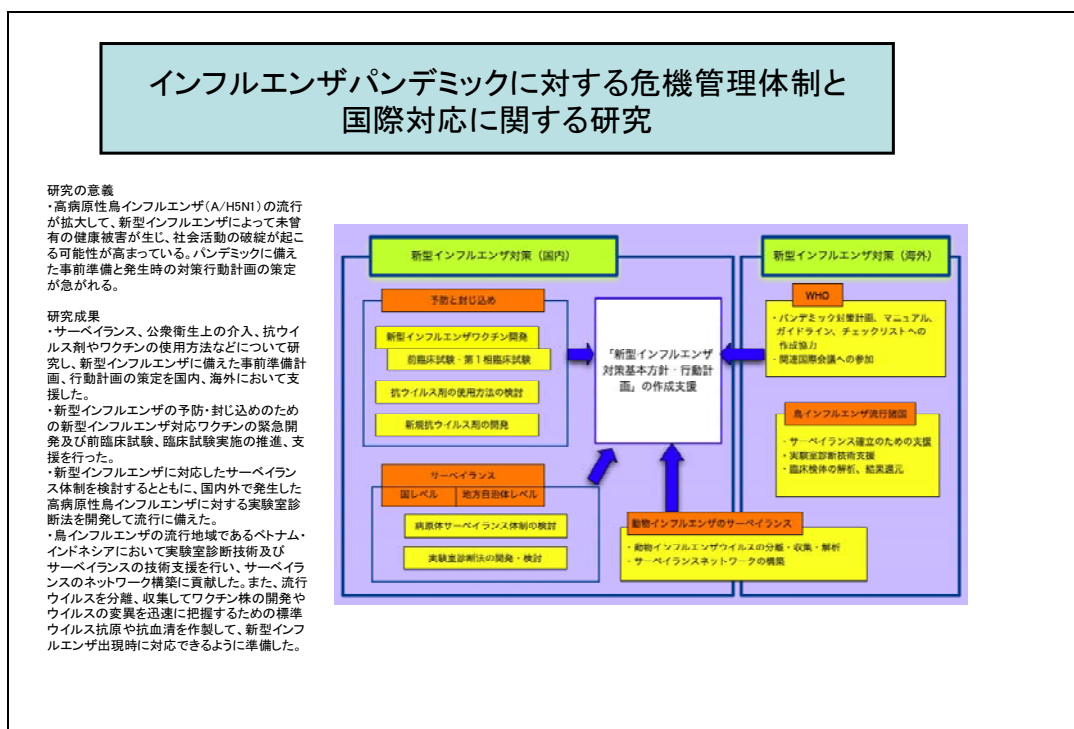 インフルエンザパンデミックに対する危機管理体制と
国際対応に関する研究
研究の意義
・高病原性鳥インフルエンザ(A/H5N1)の流行
が拡大して、新型インフルエンザによって未曾
有の健康被害が生じ、社会活動の破綻が起こ
る可能性が高まっている。パンデミックに備え
た事前準備と発生時の対策行動計画の策定
が急がれる。
研究成果
・サーベイランス、公衆衛生上の介入、抗ウイ
ルス剤やワクチンの使用方法などについて研
究し、新型インフルエンザに備えた事前準備計
画、行動計画の策定を国内、海外において支
援した。
・新型インフルエンザの予防・封じ込めのため
の新型インフルエンザ対応ワクチンの緊急開
発及び前臨床試験、臨床試験実施の推進、支
援を行った。
・新型インフルエンザに対応したサーベイラン
ス体制を検討するとともに、国内外で発生した
高病原性鳥インフルエンザに対する実験室診
断法を開発して流行に備えた。
・鳥インフルエンザの流行地域であるベトナム・
インドネシアにおいて実験室診断技術及び
サーベイランスの技術支援を行い、サーベイラ
ンスのネットワーク構築に貢献した。また、流行
ウイルスを分離、収集してワクチン株の開発や
ウイルスの変異を迅速に把握するための標準
ウイルス抗原や抗血清を作製して、新型インフ
ルエンザ出現時に対応できるように準備した。
新型インフルエンザ対策（国内）
予防と封じ込め
新型インフルエンザワクチン開発
前臨床試験・第1相臨床試験
抗ウイルス剤の使用方法の検討
新規抗ウイルス剤の開発
サーベイランス
国レベル
地方自治体レベル
病原体サーベイランス体制の検討
実験室診断法の開発・検討
「新型インフルエンザ
対策基本方針・行動計
画」の作成支援
新型インフルエンザ対策（海外）
WHO
・パンデミック対策計画、マニュアル、
ガイドライン、チェックリストへの
作成協力
・関連国際会議への参加
鳥インフルエンザ流行諸国
・サーベイランス確立のための支援
・実験室診断技術支援
・臨床検体の解析、結果還元
動物インフルエンザのサーベイランス
・動物インフルエンザウイルスの分離・収集・解析
・サーベイランスネットワークの構築